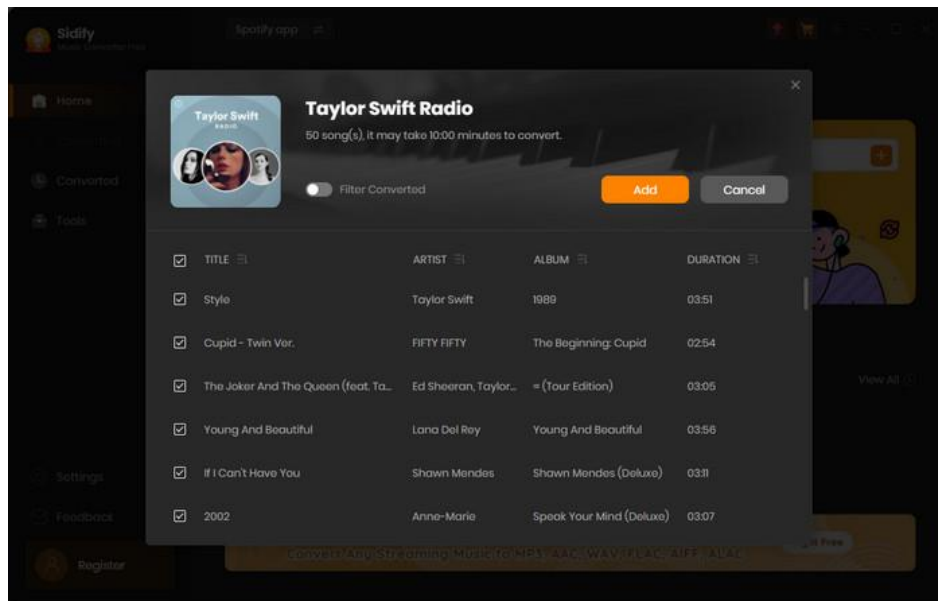 Sidify
Music Converter Free
Spotify app
Home
Converted
Tools
Settings
Feedback
Register
View All
Taylor Swift
RADIO
Taylor Swift Radio
50 song(s), it may take 10:00 minutes to convert.
Filter Converted
Add
Cancel
TITLE ARTIST ALBUM DURATION
Style Taylor Swift 1989 03:51
Cupid - Twin Ver. FIFTY FIFTY The Beginning: Cupid 02:54
The Joker And The Queen (feat. Ta... Ed Sheeran, Taylor... = (Tour Edition) 03:05
Young And Beautiful Lana Del Rey Young And Beautiful 03:56
If I Can't Have You Shawn Mendes Shawn Mendes (Deluxe) 03:11
2002 Anne-Marie Speak Your Mind (Deluxe) 03:07
Convert Any Streaming Music to MP3, AAC, WAV, FLAC, AIFF, ALAC
it Free